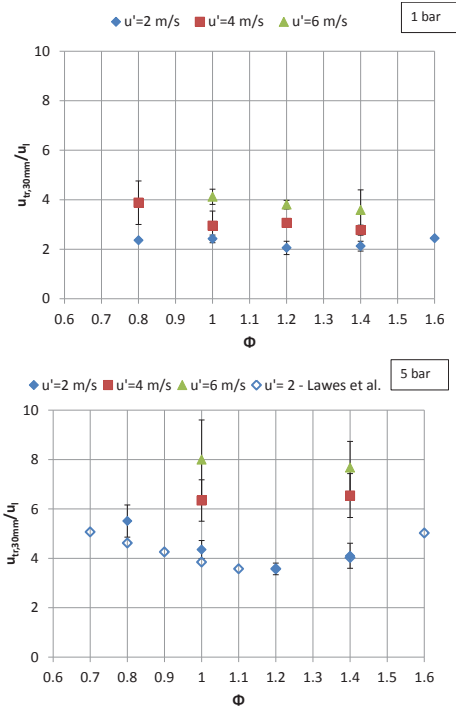 u'=2 m/s u'=4 m/s u'=6 m/s
1 bar
10
8
6
4
2
0
u_tr,30mm/u_l
0.6 0.7 0.8 0.9 1 1.1 1.2 1.3 1.4 1.5 1.6
Φ
u'=2 m/s u'=4 m/s u'=6 m/s u'= 2 - Lawes et al.
5 bar
10
8
6
4
2
0
u_tr,30mm/u_l
0.6 0.7 0.8 0.9 1 1.1 1.2 1.3 1.4 1.5 1.6
Φ